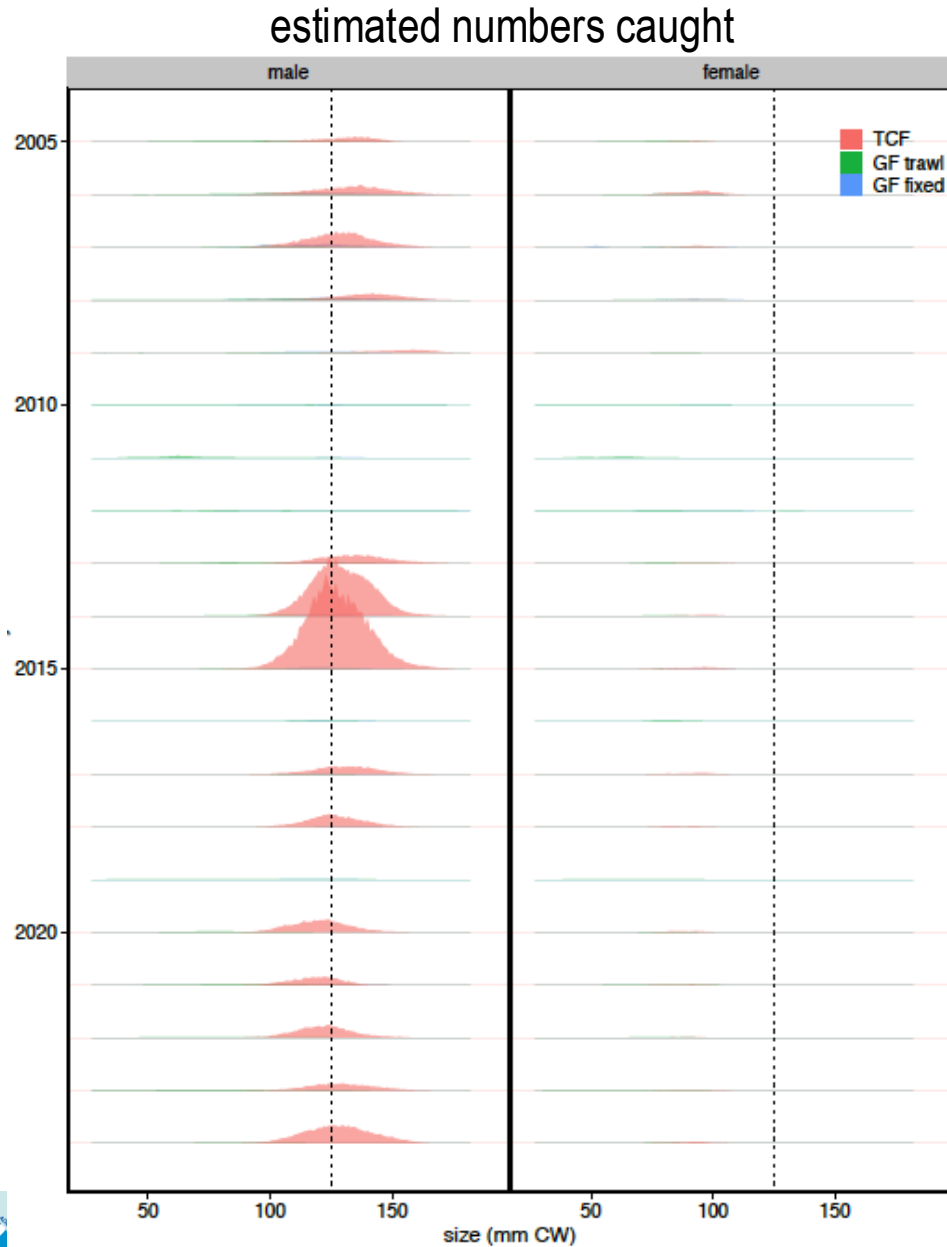 estimated numbers caught
male female
TCF
GF trawl
GF fixed
2005
2010
2015
2020
50 100 150 50 100 150
size (mm CW)